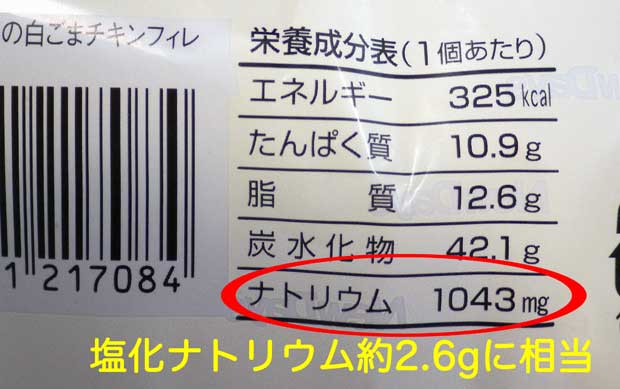 の白ごまチキンフィレ
1 217084
栄養成分表(1個あたり)
エネルギー 325kcal
たんぱく質 10.9g
脂質 12.6g
炭水化物 42.1g
ナトリウム 1043mg
塩化ナトリウム約2.6gに相当